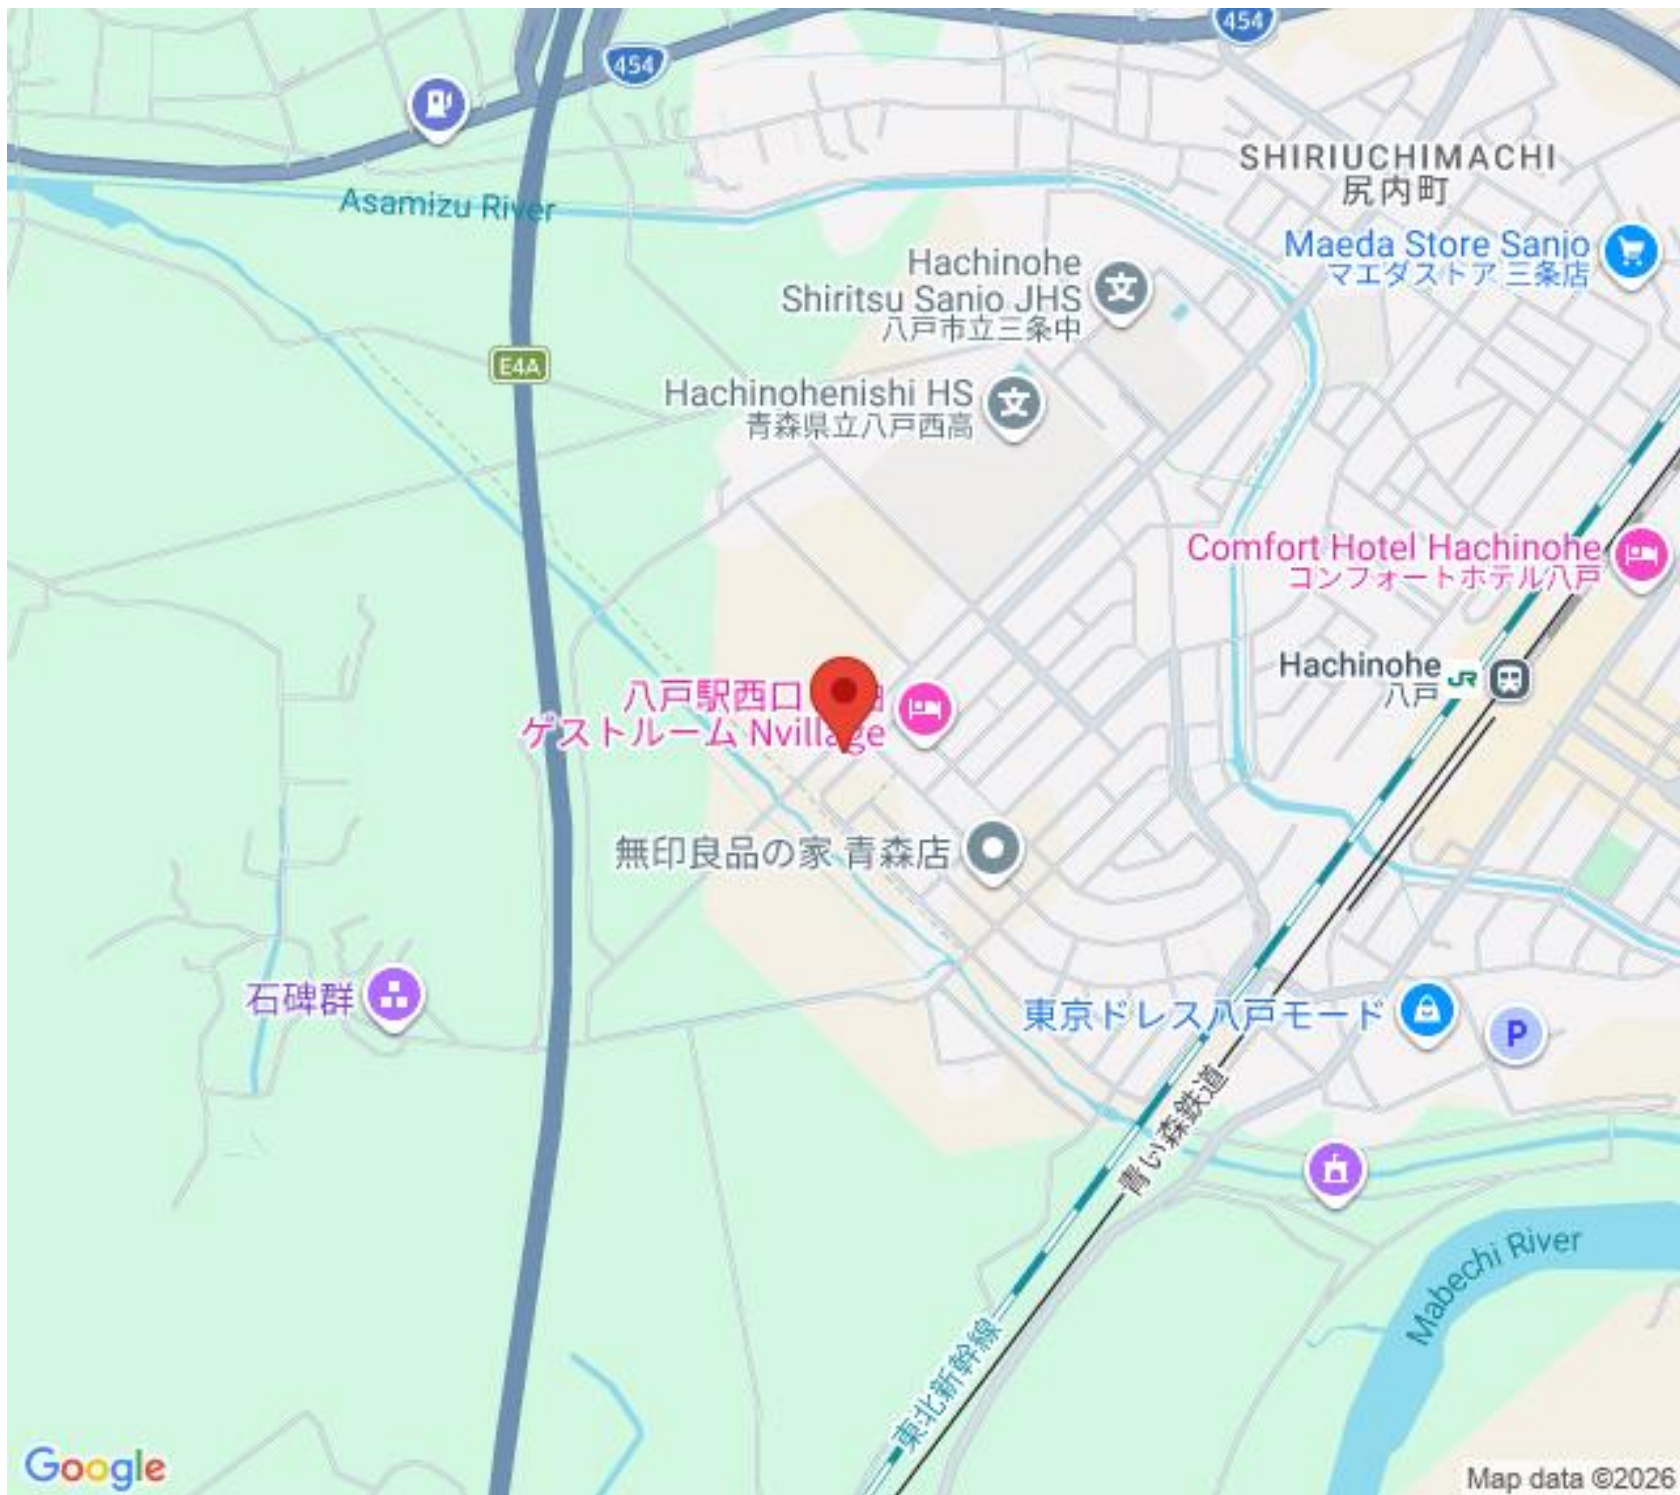 454
454
SHIRIUCHIMACHI
尻内町
Asamizu River
Maeda Store Sanjo
マエダストア 三条店
Hachinohe
Shiritsu Sanjo JHS
八戸市立三条中
E4A
Hachinohenishi HS
青森県立八戸西高
Comfort Hotel Hachinohe
コンフォートホテル八戸
Hachinohe
八戸
JR
八戸駅西口
ゲストルーム Nvillage
無印良品の家 青森店
石碑群
東京ドレス八戸モード
P
青い森鉄道
Mabechi River
東北新幹線
Google
Map data ©2026